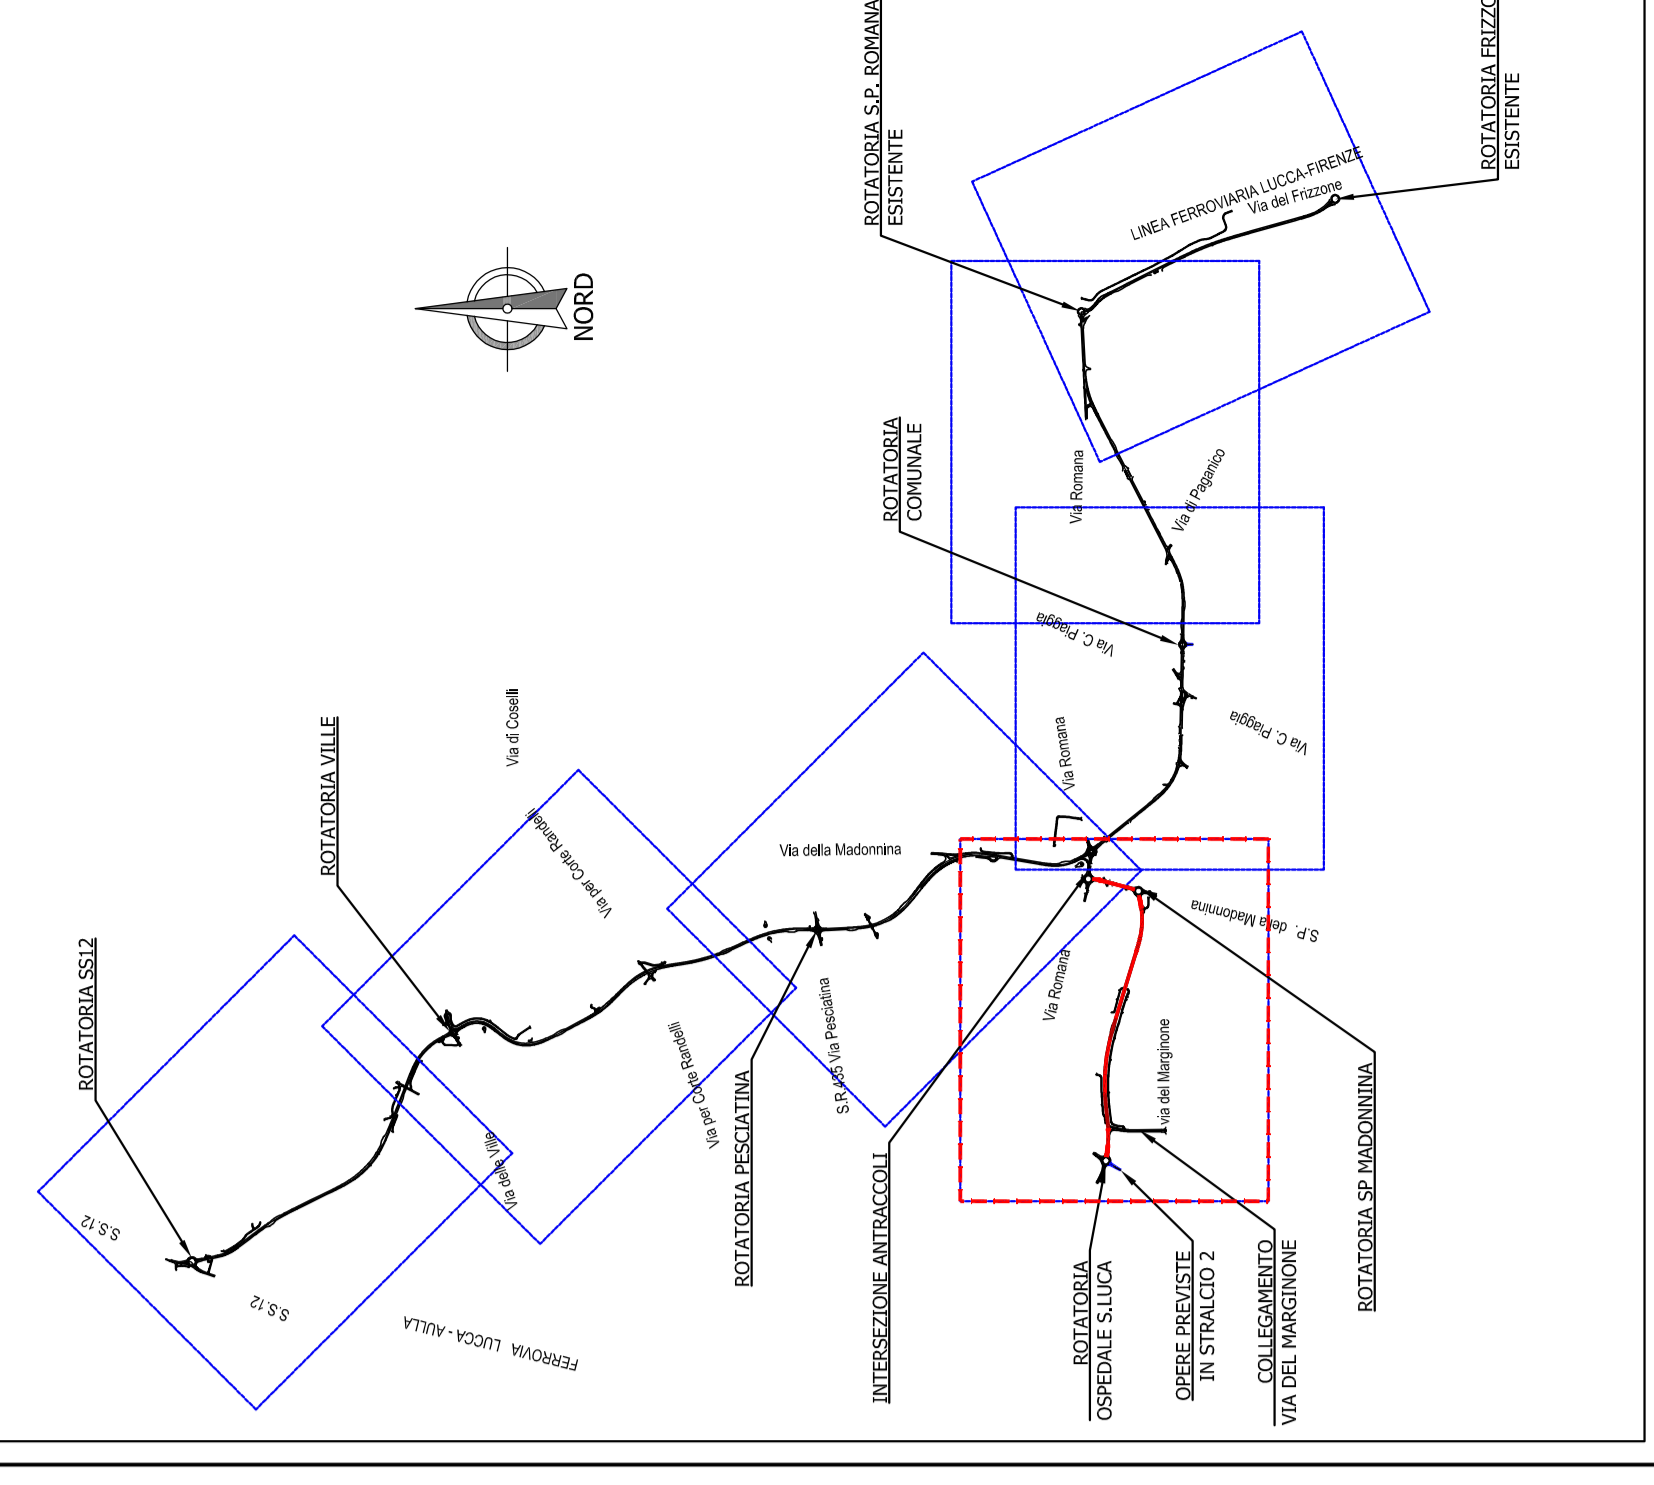 ROTATORIA S.P. ROMANA
ESISTENTE
ROTATORIA FRIZZO
ESISTENTE
LINEA FERROVIARIA LUCCA-FIRENZE
Via del Frizzone
NORD
ROTATORIA
COMUNALE
Via Romana
Via di Paganico
Via C. Piaggia
Via C. Piaggia
Via Romana
ROTATORIA VILLE
Via di Coselli
Via per Corte Randelli
Via della Madonnina
ROTATORIA SS12
S.P. della Madonnina
Via Romana
S.R.435 Via Pesciatina
Via per Corte Randelli
via del Marginone
Via delle Ville
S.S.12
S.S.12
FERROVIA LUCCA - AULLA
ROTATORIA PESCIATINA
INTERSEZIONE ANTRACCOLI
ROTATORIA
OSPEDALE S.LUCA
OPERE PREVISTE
IN STRALCIO 2
COLLEGAMENTO
VIA DEL MARGINONE
ROTATORIA SP MADONNINA